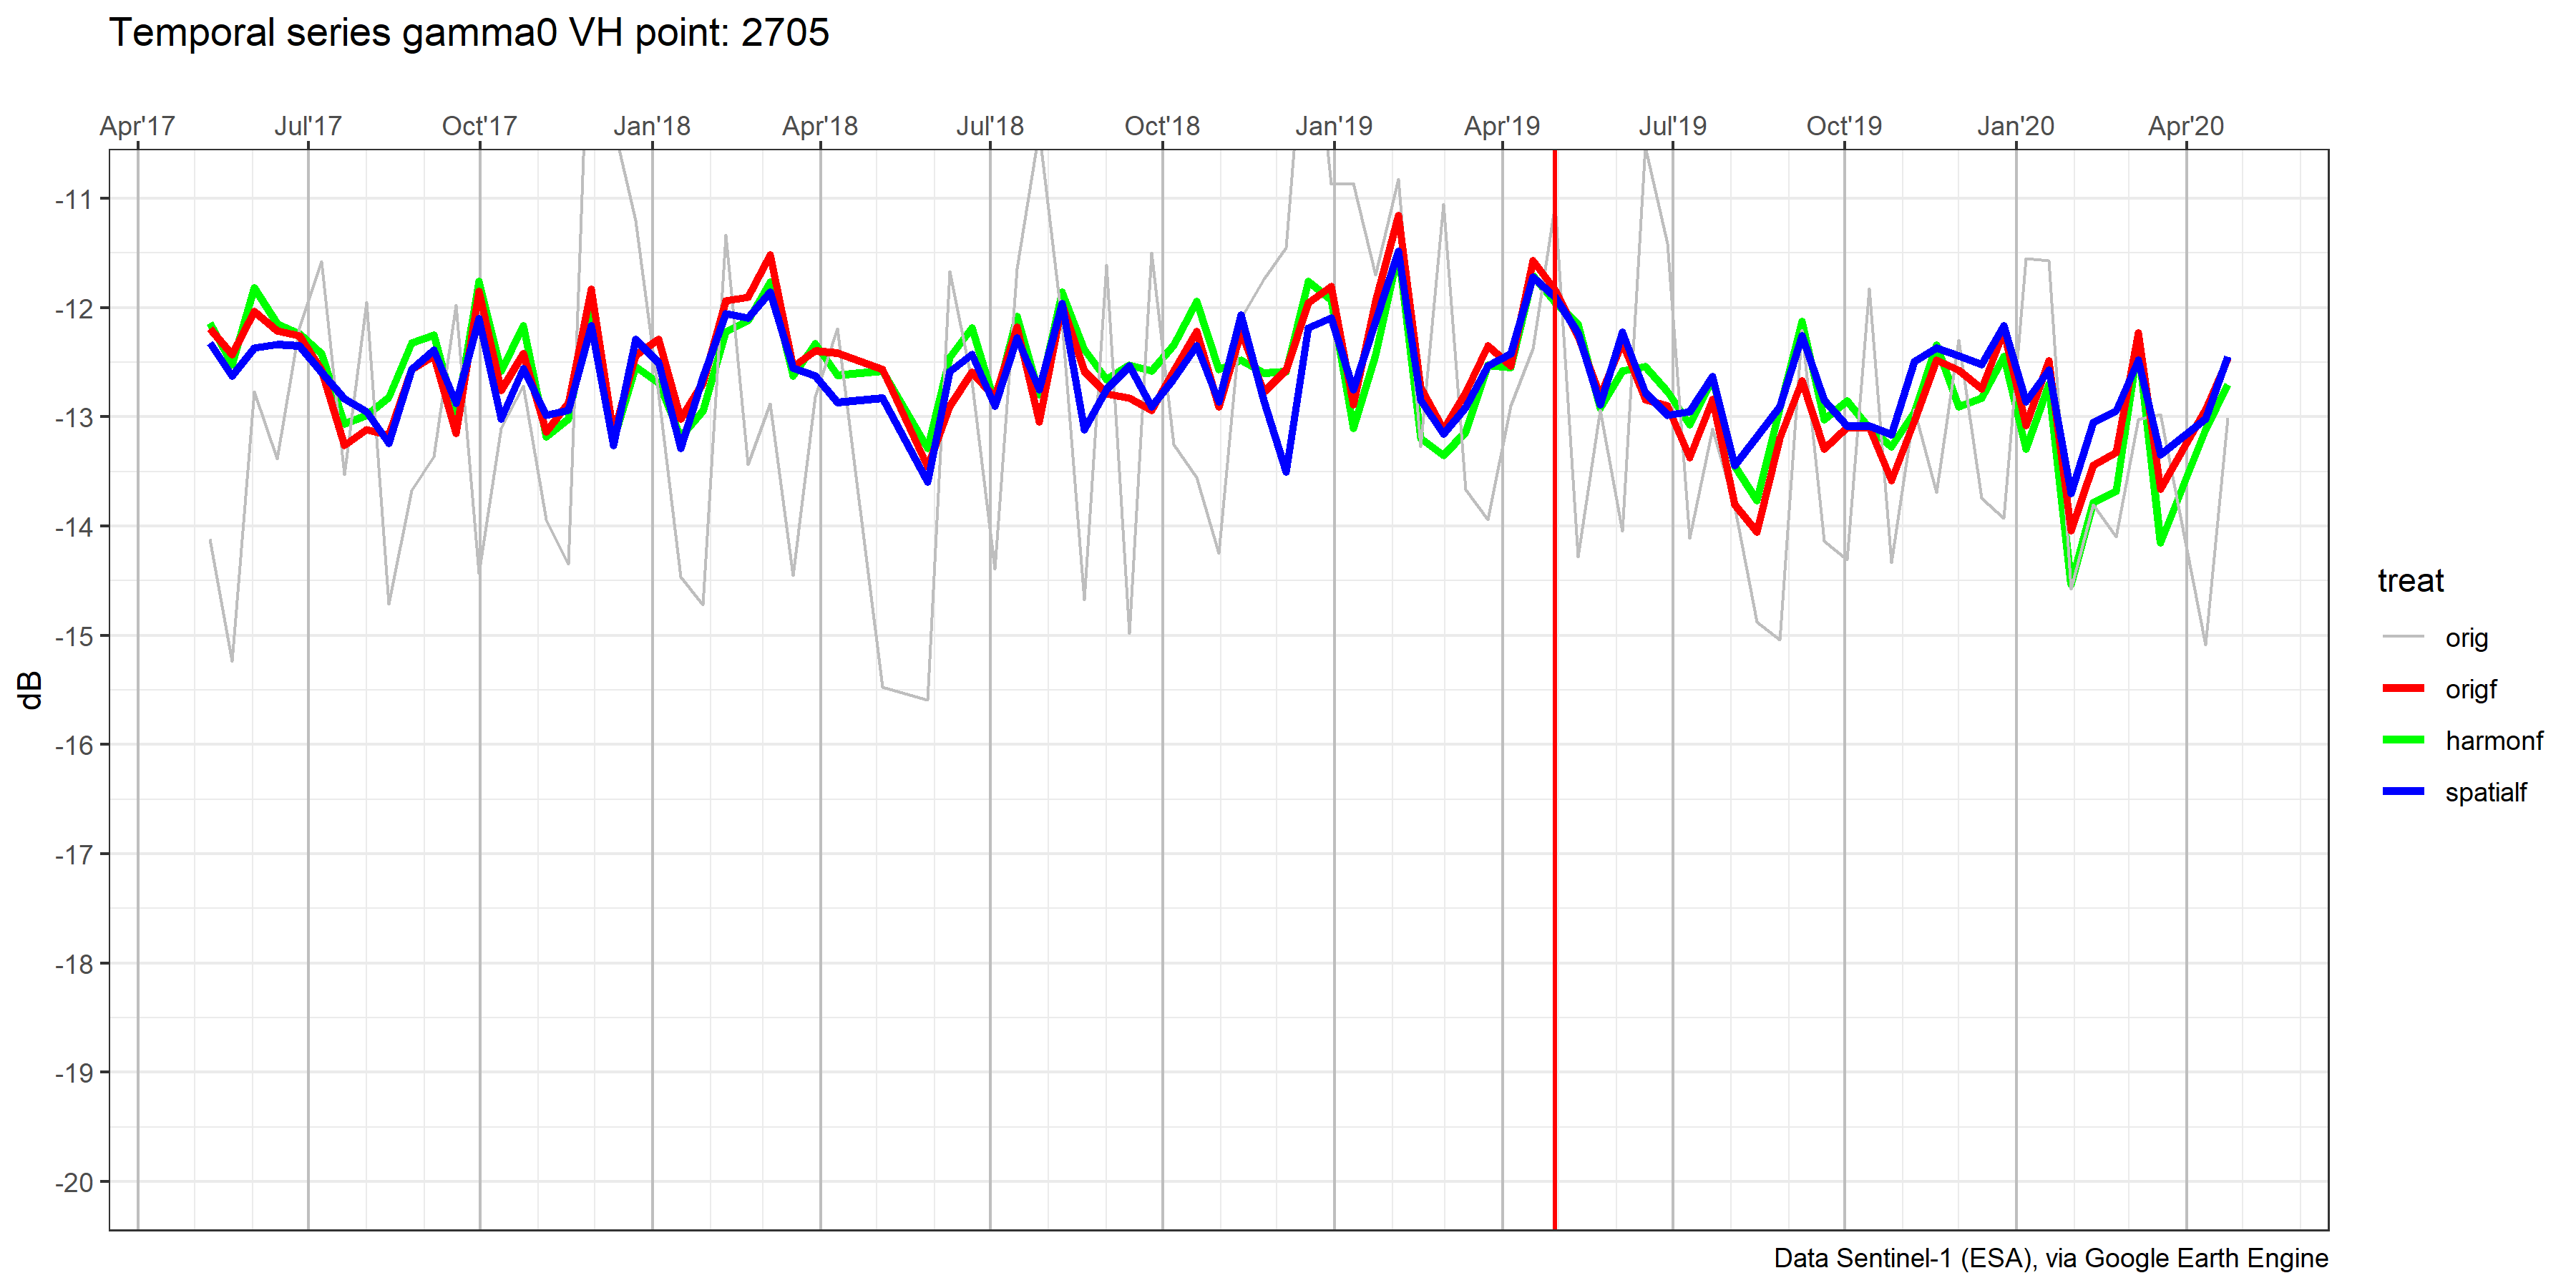 Temporal series gamma0 VH point: 2705
Apr'17 Jul'17 Oct'17 Jan'18 Apr'18 Jul'18 Oct'18 Jan'19 Apr'19 Jul'19 Oct'19 Jan'20 Apr'20
-11
-12
-13
-14
-15
-16
-17
-18
-19
-20
dB
treat
orig
origf
harmonf
spatialf
Data Sentinel-1 (ESA), via Google Earth Engine